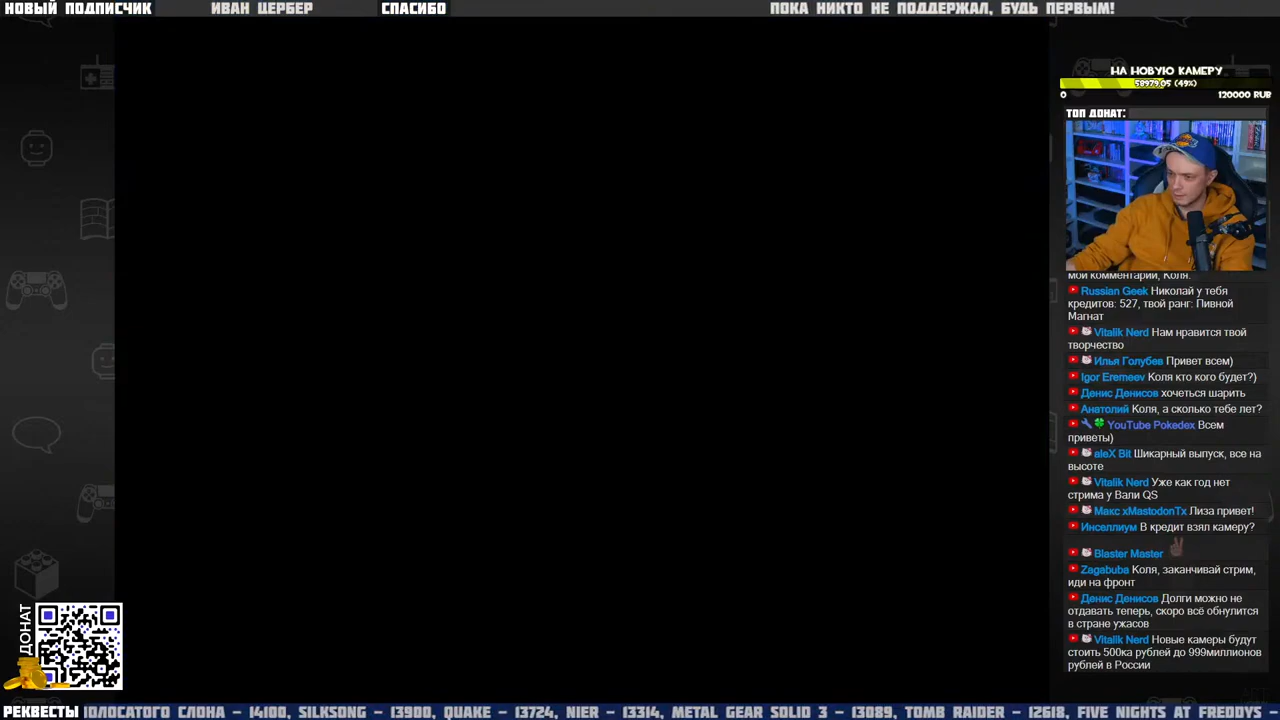 НОВЫЙ ПОДПИСЧИК ИВАН ЦЕРБЕР СПАСИБО ПОКА НИКТО НЕ ПОДДЕРЖАЛ, БУДЬ ПЕРВЫМ!
НА НОВУЮ КАМЕРУ
58979.05 (49%)
0 120000 RUB
ТОП ДОНАТ:
мои комментарии, Коля.
Russian Geek Николай у тебя
кредитов: 527, твой ранг: Пивной
Магнат
Vitalik Nerd Нам нравится твой
творчество
Илья Голубев Привет всем)
Igor Eremeev Коля кто кого будет?)
Денис Денисов хочеться шарить
Анатолий Коля, а сколько тебе лет?
YouTube Pokedex Всем
приветы)
aleX Bit Шикарный выпуск, все на
высоте
Vitalik Nerd Уже как год нет
стрима у Вали QS
Макс xMastodonTx Лиза привет!
Инселлиум В кредит взял камеру?
Blaster Master
Zagabuba Коля, заканчивай стрим,
иди на фронт
Денис Денисов Долги можно не
отдавать теперь, скоро всё обнулится
в стране ужасов
Vitalik Nerd Новые камеры будут
стоить 500ка рублей до 999миллионов
рублей в России
ДОНАТ
РЕКВЕСТЫ ОЛОСАТОГО СЛОНА - 14100, SILKSONG - 13900, QUAKE - 13724, NIER - 13314, METAL GEAR SOLID 3 - 13089, TOMB RAIDER - 12618, FIVE NIGHTS AT FREDDYS -